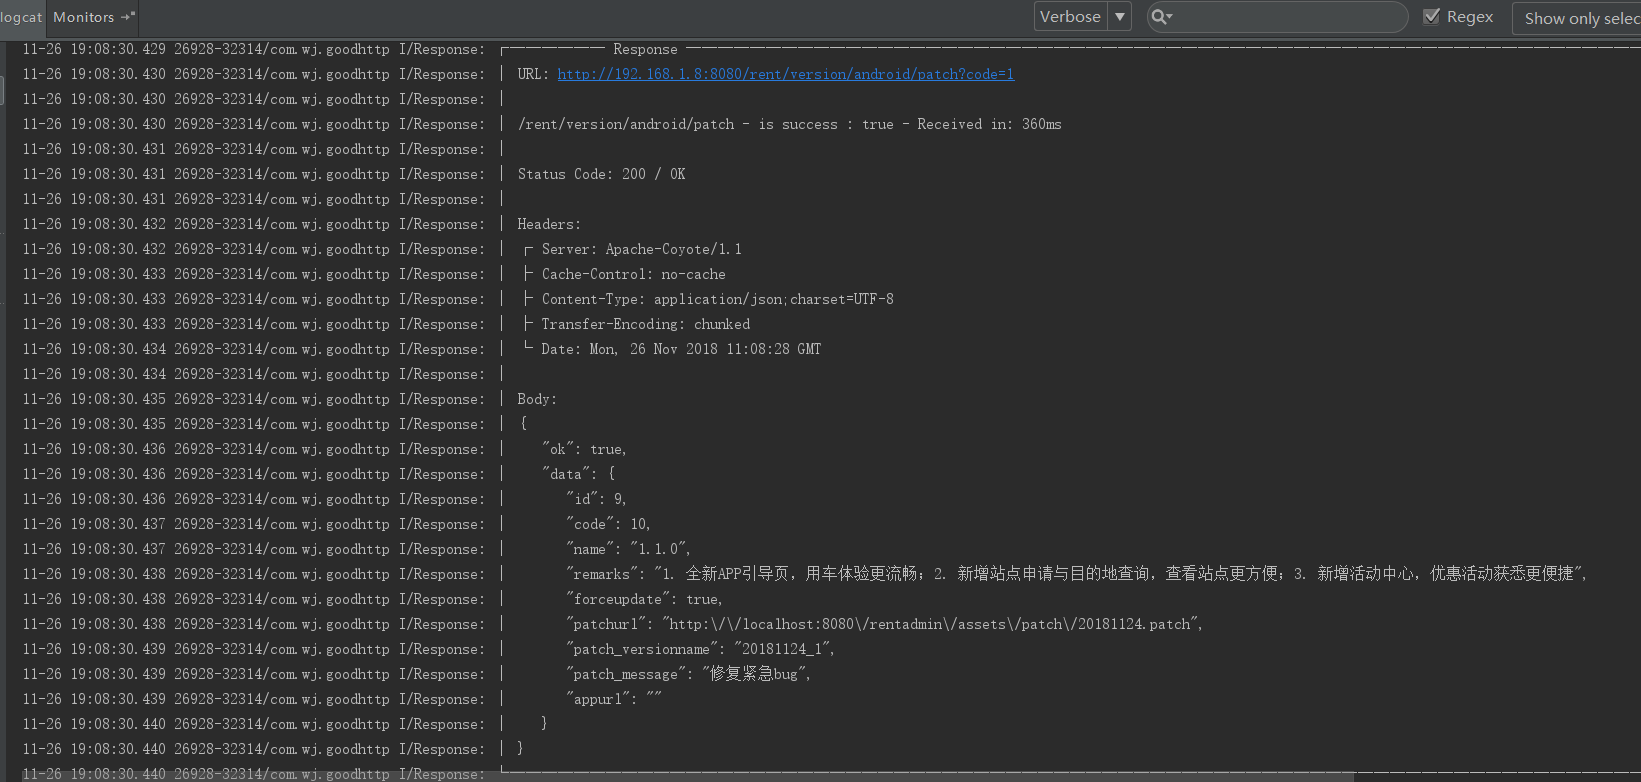 logcat Monitors Verbose Regex Show only selec
11-26 19:08:30.429 26928-32314/com.wj.goodhttp I/Response: ┌────── Response ──────
11-26 19:08:30.430 26928-32314/com.wj.goodhttp I/Response: | URL: http://192.168.1.8:8080/rent/version/android/patch?code=1
11-26 19:08:30.430 26928-32314/com.wj.goodhttp I/Response: |
11-26 19:08:30.430 26928-32314/com.wj.goodhttp I/Response: | /rent/version/android/patch - is success : true - Received in: 360ms
11-26 19:08:30.431 26928-32314/com.wj.goodhttp I/Response: |
11-26 19:08:30.431 26928-32314/com.wj.goodhttp I/Response: | Status Code: 200 / OK
11-26 19:08:30.431 26928-32314/com.wj.goodhttp I/Response: |
11-26 19:08:30.432 26928-32314/com.wj.goodhttp I/Response: | Headers:
11-26 19:08:30.432 26928-32314/com.wj.goodhttp I/Response: | ┌ Server: Apache-Coyote/1.1
11-26 19:08:30.433 26928-32314/com.wj.goodhttp I/Response: | ├ Cache-Control: no-cache
11-26 19:08:30.433 26928-32314/com.wj.goodhttp I/Response: | ├ Content-Type: application/json;charset=UTF-8
11-26 19:08:30.433 26928-32314/com.wj.goodhttp I/Response: | ├ Transfer-Encoding: chunked
11-26 19:08:30.434 26928-32314/com.wj.goodhttp I/Response: | └ Date: Mon, 26 Nov 2018 11:08:28 GMT
11-26 19:08:30.434 26928-32314/com.wj.goodhttp I/Response: |
11-26 19:08:30.435 26928-32314/com.wj.goodhttp I/Response: | Body:
11-26 19:08:30.435 26928-32314/com.wj.goodhttp I/Response: | {
11-26 19:08:30.436 26928-32314/com.wj.goodhttp I/Response: | "ok": true,
11-26 19:08:30.436 26928-32314/com.wj.goodhttp I/Response: | "data": {
11-26 19:08:30.436 26928-32314/com.wj.goodhttp I/Response: | "id": 9,
11-26 19:08:30.437 26928-32314/com.wj.goodhttp I/Response: | "code": 10,
11-26 19:08:30.437 26928-32314/com.wj.goodhttp I/Response: | "name": "1.1.0",
11-26 19:08:30.438 26928-32314/com.wj.goodhttp I/Response: | "remarks": "1. 全新APP引导页，用车体验更流畅；2. 新增站点申请与目的地查询，查看站点更方便；3. 新增活动中心，优惠活动获悉更便捷",
11-26 19:08:30.438 26928-32314/com.wj.goodhttp I/Response: | "forceupdate": true,
11-26 19:08:30.438 26928-32314/com.wj.goodhttp I/Response: | "patchurl": "http:\/\/localhost:8080\/rentadmin\/assets\/patch\/20181124.patch",
11-26 19:08:30.439 26928-32314/com.wj.goodhttp I/Response: | "patch_versionname": "20181124_1",
11-26 19:08:30.439 26928-32314/com.wj.goodhttp I/Response: | "patch_message": "修复紧急bug",
11-26 19:08:30.439 26928-32314/com.wj.goodhttp I/Response: | "appurl": ""
11-26 19:08:30.440 26928-32314/com.wj.goodhttp I/Response: | }
11-26 19:08:30.440 26928-32314/com.wj.goodhttp I/Response: | }
11-26 19:08:30.440 26928-32314/com.wj.goodhttp I/Response: └──────